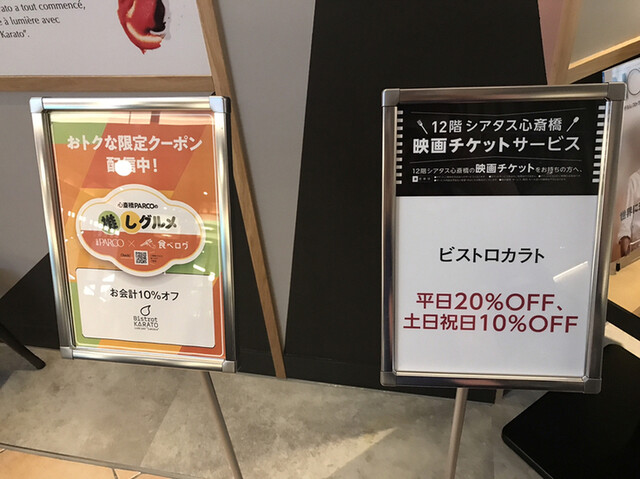 rato a tout commencé,
e à lumière avec
Karato".
おトクな限定クーポン
配信中！
心斎橋PARCOの
推しグルメ
PARCO × 食べログ
お会計10%オフ
Bistrot
KARATO
12階 シアタス心斎橋
映画チケットサービス
12階シアタス心斎橋の映画チケットをお持ちの方へ、
ビストロカラト
平日20%OFF、
土日祝日10%OFF